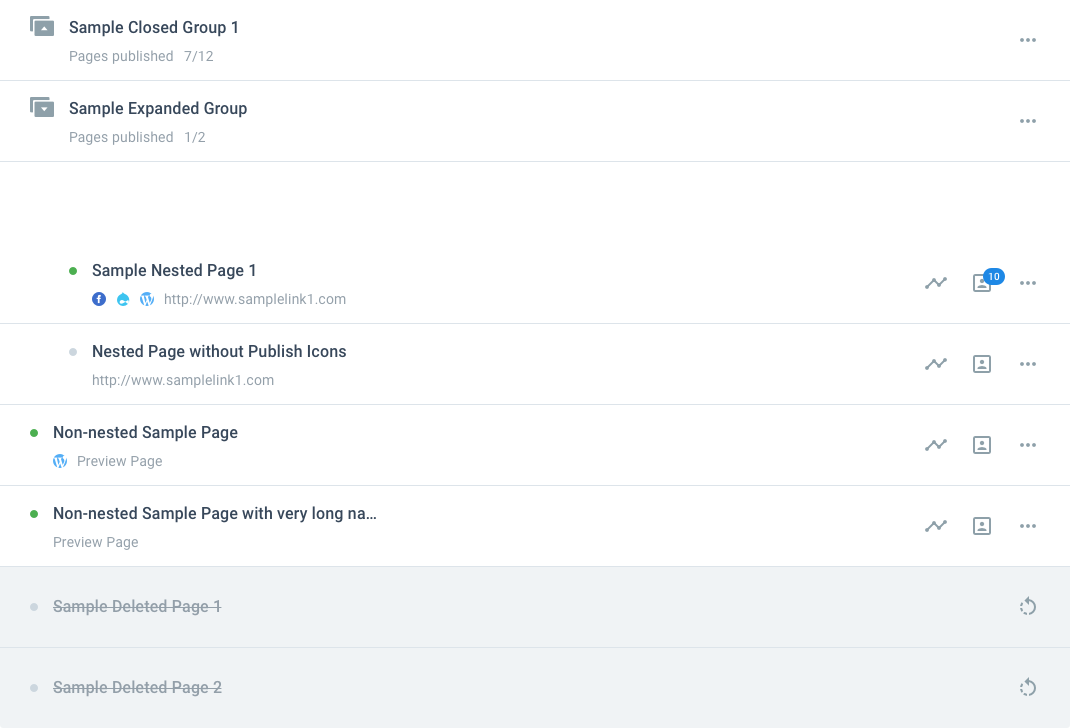 Sample Closed Group 1
Pages published 7/12
Sample Expanded Group
Pages published 1/2
Sample Nested Page 1
10
http://www.samplelink1.com
Nested Page without Publish Icons
http://www.samplelink1.com
Non-nested Sample Page
Preview Page
Non-nested Sample Page with very long na...
Preview Page
Sample Deleted Page 1
Sample Deleted Page 2